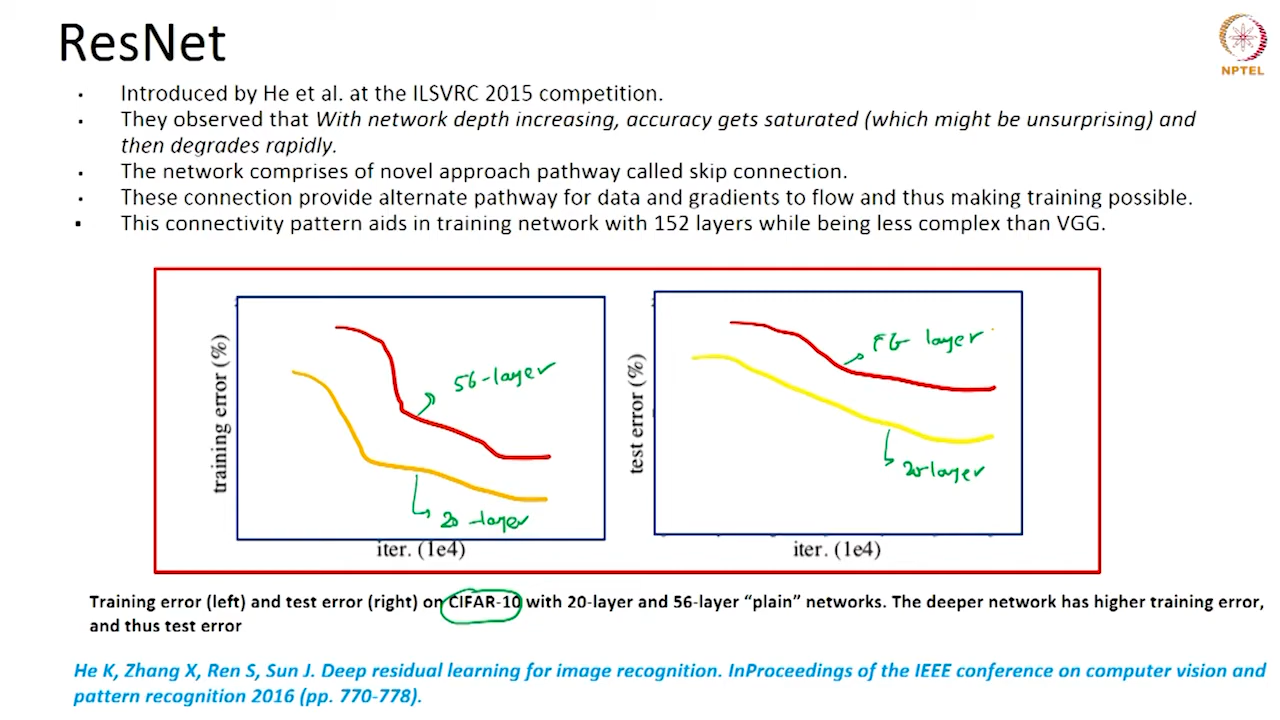 ResNet
NPTEL
Introduced by He et al. at the ILSVRC 2015 competition.
They observed that With network depth increasing, accuracy gets saturated (which might be unsurprising) and
then degrades rapidly.
The network comprises of novel approach pathway called skip connection.
These connection provide alternate pathway for data and gradients to flow and thus making training possible.
This connectivity pattern aids in training network with 152 layers while being less complex than VGG.
training error (%)
56-layer
20-layer
iter. (1e4)
test error (%)
56 layer
20-layer
iter. (1e4)
Training error (left) and test error (right) on CIFAR-10 with 20-layer and 56-layer “plain” networks. The deeper network has higher training error,
and thus test error
He K, Zhang X, Ren S, Sun J. Deep residual learning for image recognition. InProceedings of the IEEE conference on computer vision and
pattern recognition 2016 (pp. 770-778).